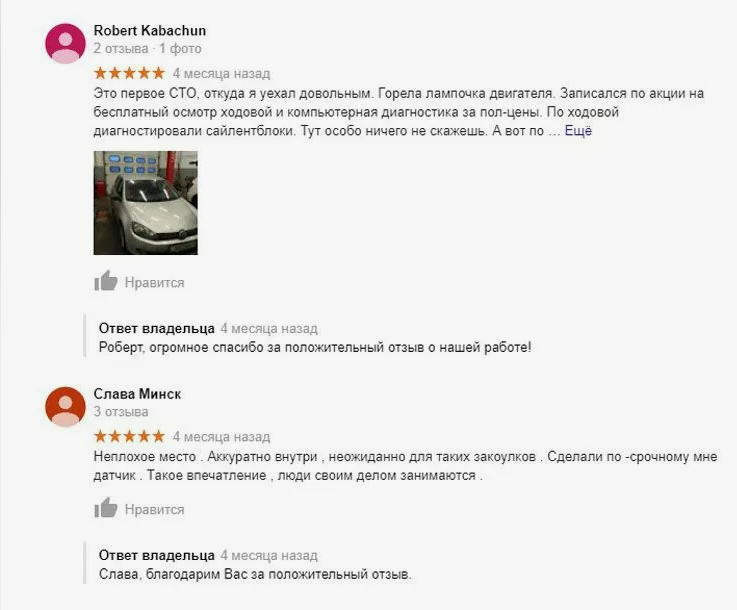 Robert Kabachun
2 отзыва · 1 фото
4 месяца назад
Это первое СТО, откуда я уехал довольным. Горела лампочка двигателя. Записался по акции на
бесплатный осмотр ходовой и компьютерная диагностика за пол-цены. По ходовой
диагностировали сайлентблоки. Тут особо ничего не скажешь. А вот по ... Ещё
Нравится
Ответ владельца 4 месяца назад
Роберт, огромное спасибо за положительный отзыв о нашей работе!
Слава Минск
3 отзыва
4 месяца назад
Неплохое место . Аккуратно внутри , неожиданно для таких закоулков . Сделали по -срочному мне
датчик . Такое впечатление , люди своим делом занимаются .
Нравится
Ответ владельца 4 месяца назад
Слава, благодарим Вас за положительный отзыв.